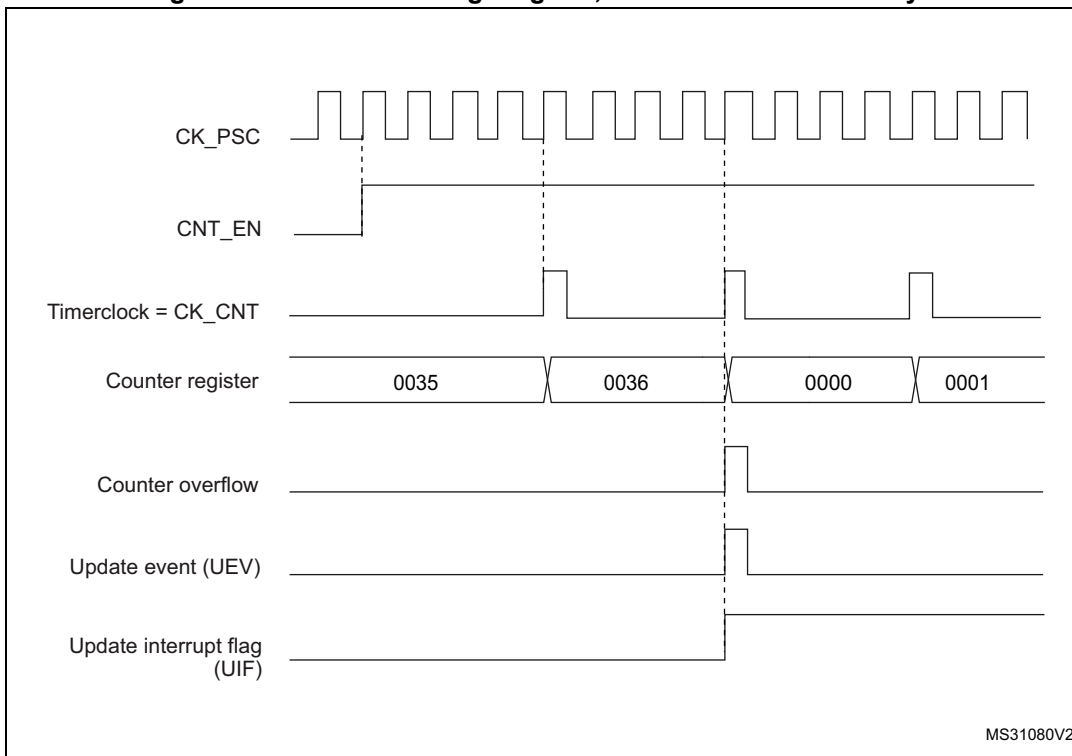 CK_PSC
CNT_EN
Timerclock = CK_CNT
Counter register
0035
0036
0000
0001
Counter overflow
Update event (UEV)
Update interrupt flag
(UIF)
MS31080V2